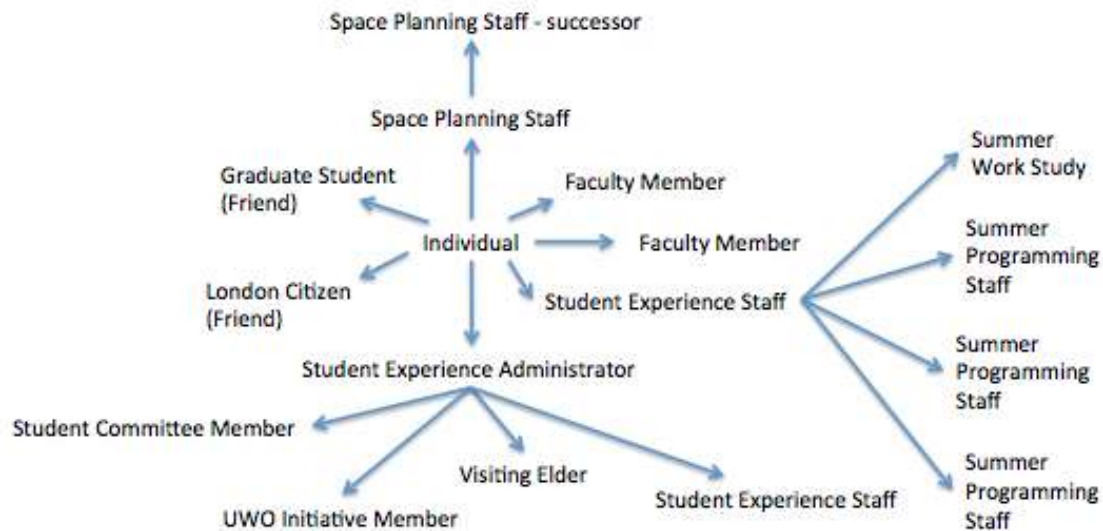 Space Planning Staff - successor
Space Planning Staff
Graduate Student
(Friend)
Faculty Member
Individual
Faculty Member
London Citizen
(Friend)
Student Experience Staff
Student Experience Administrator
Student Committee Member
Visiting Elder
UWO Initiative Member
Student Experience Staff
Summer
Work Study
Summer
Programming
Staff
Summer
Programming
Staff
Summer
Programming
Staff